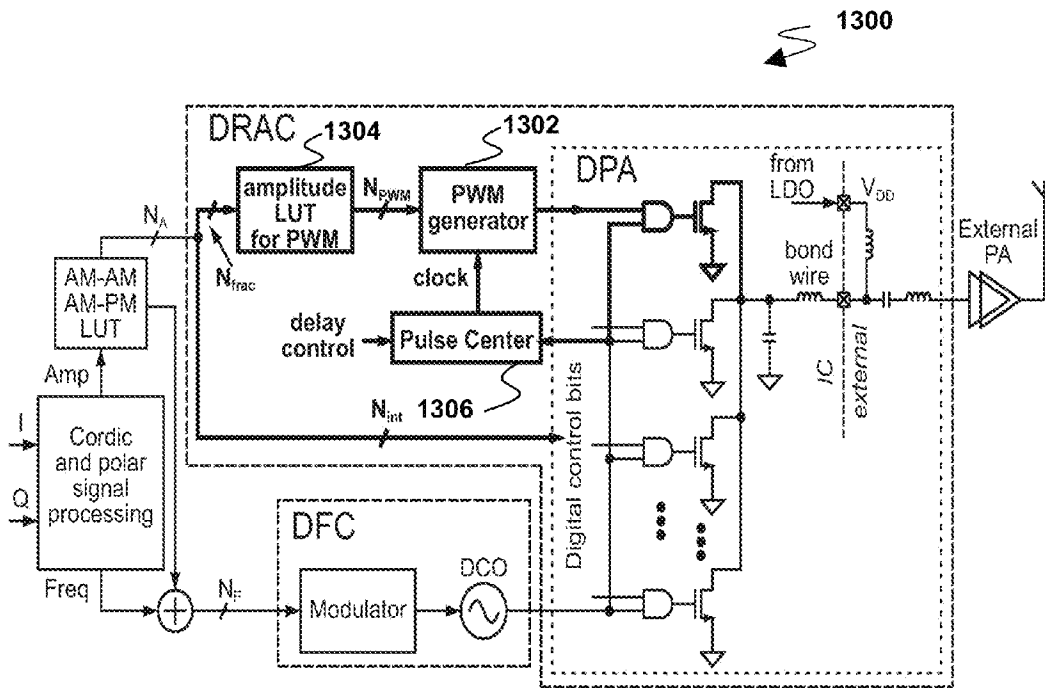 1300
DRAC
1304
1302
DPA
amplitude
LUT
for PWM
N_PWM
PWM
generator
from
LDO
V_DD
External
PA
N_A
N_frac
clock
bond
wire
AM-AM
AM-PM
LUT
delay
control
Pulse Center
Amp
N_int
1306
IC
external
Digital control bits
I
Q
Cordic
and polar
signal
processing
DFC
DCO
Freq
N_F
Modulator